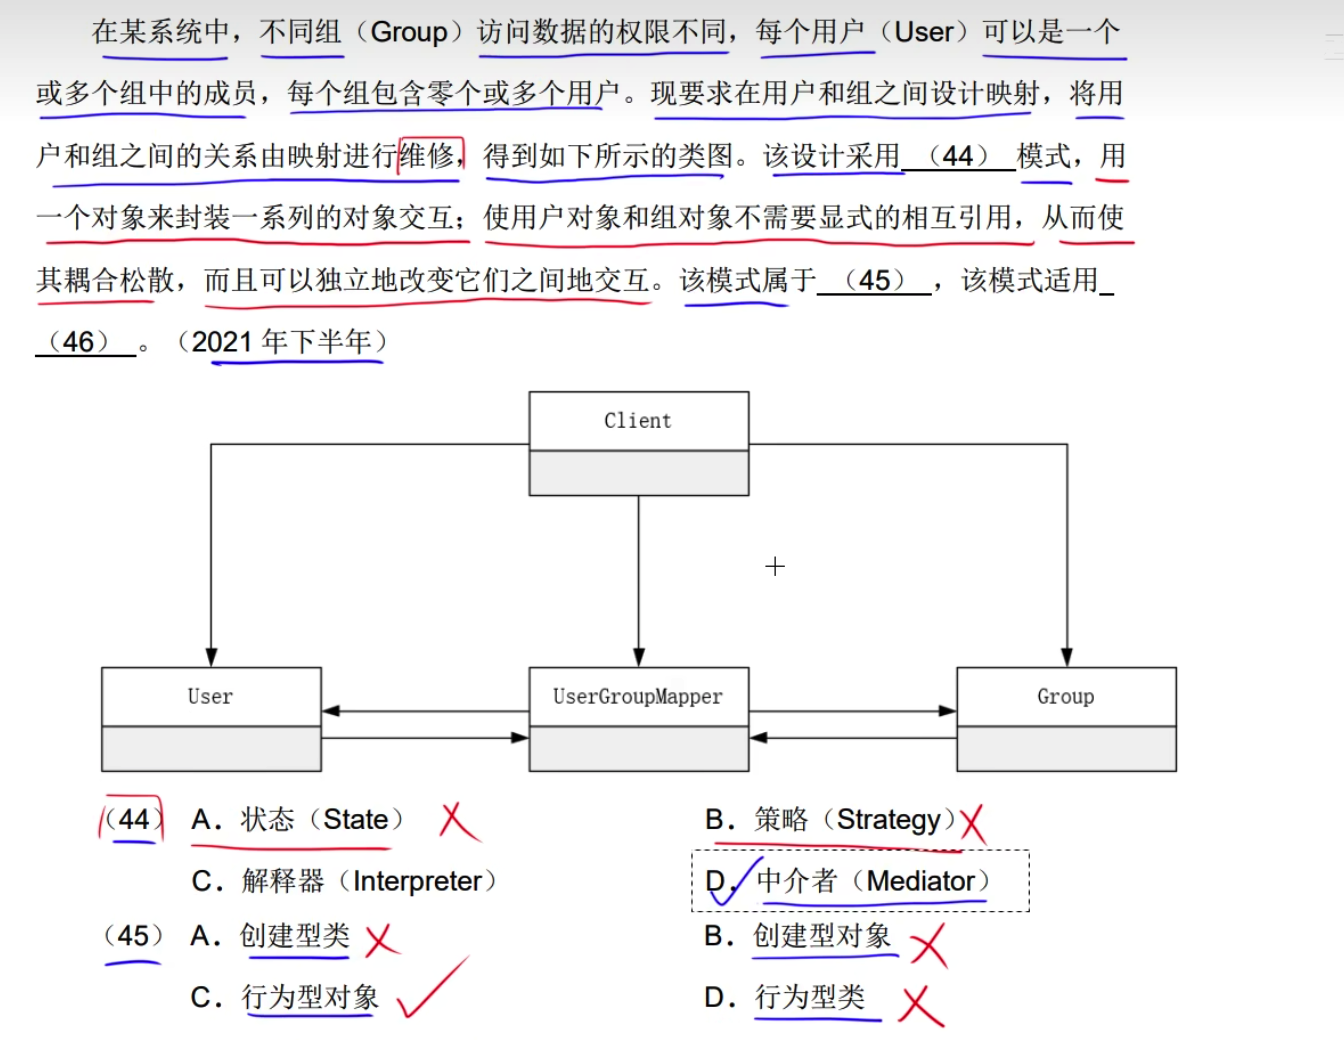 在某系统中，不同组（Group）访问数据的权限不同，每个用户（User）可以是一个
或多个组中的成员，每个组包含零个或多个用户。现要求在用户和组之间设计映射，将用
户和组之间的关系由映射进行维修，得到如下所示的类图。该设计采用（44）模式，用
一个对象来封装一系列的对象交互；使用户对象和组对象不需要显式的相互引用，从而使
其耦合松散，而且可以独立地改变它们之间地交互。该模式属于（45），该模式适用
（46）。（2021 年下半年）
Client
User UserGroupMapper Group
（44） A．状态（State） B．策略（Strategy）
C．解释器（Interpreter） D．中介者（Mediator）
（45） A．创建型类 B．创建型对象
C．行为型对象 D．行为型类